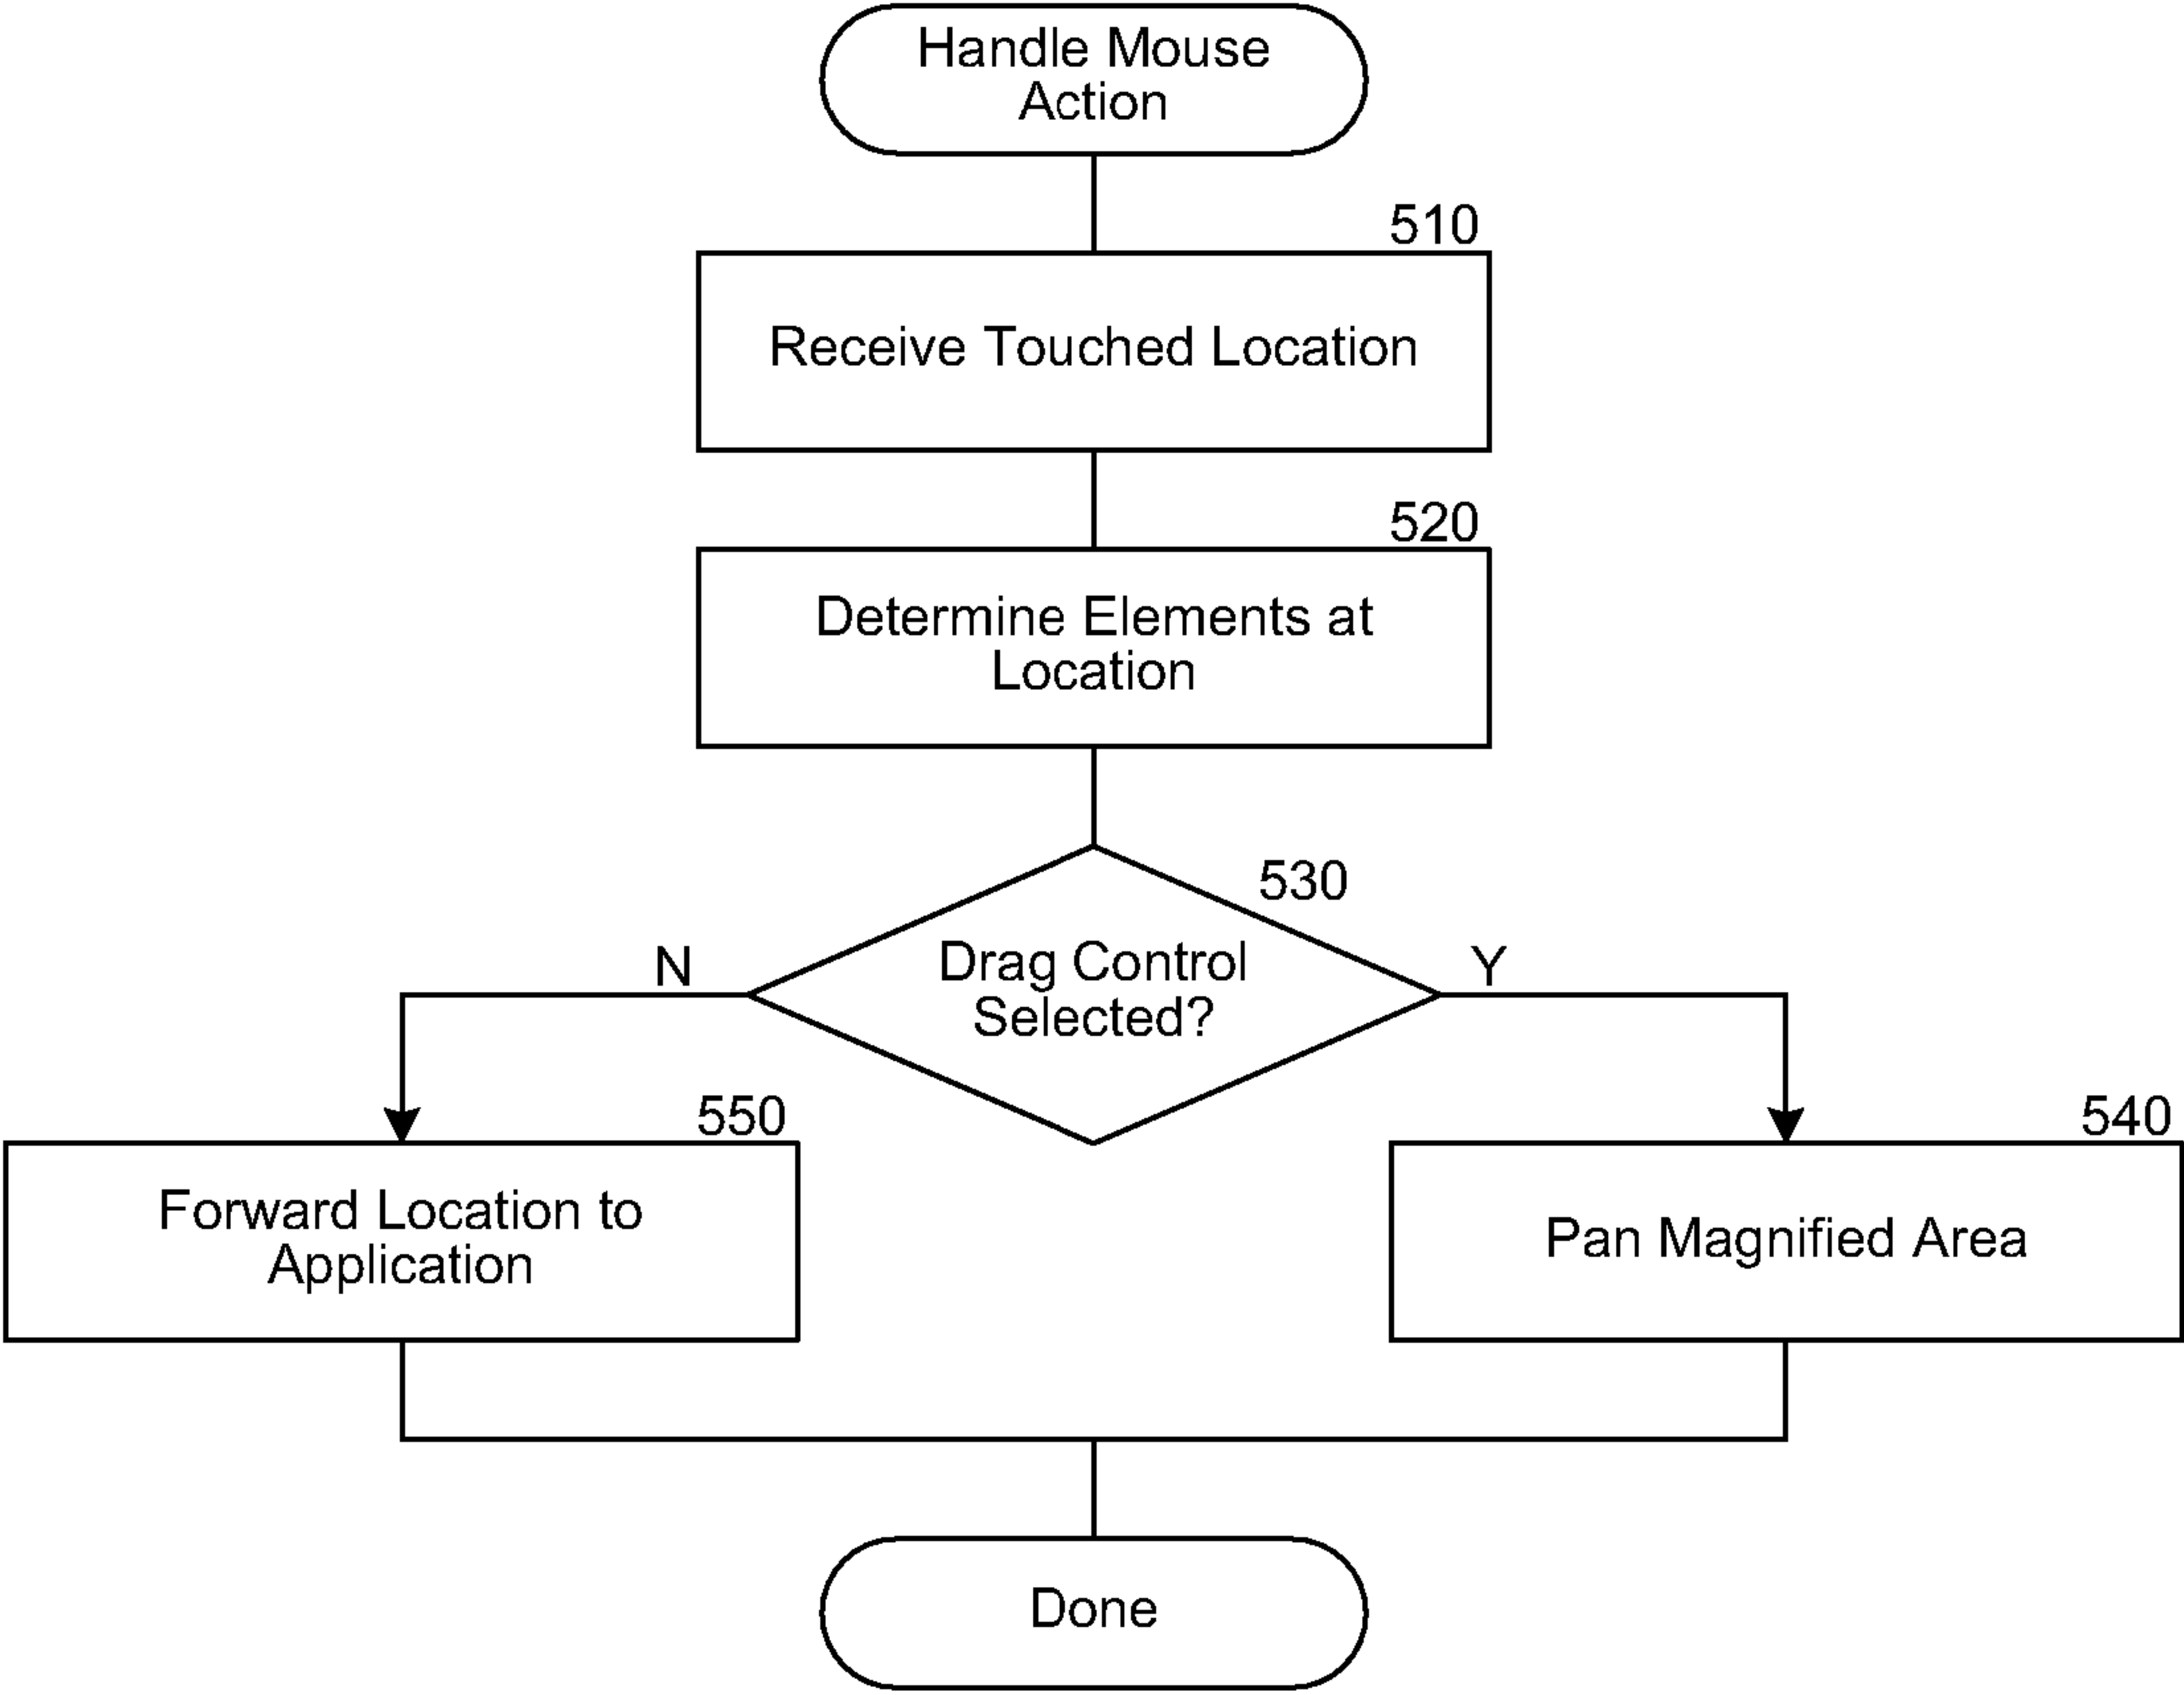 Handle Mouse
Action
510
Receive Touched Location
520
Determine Elements at
Location
530
Drag Control
Selected?
N
Y
550
Forward Location to
Application
540
Pan Magnified Area
Done